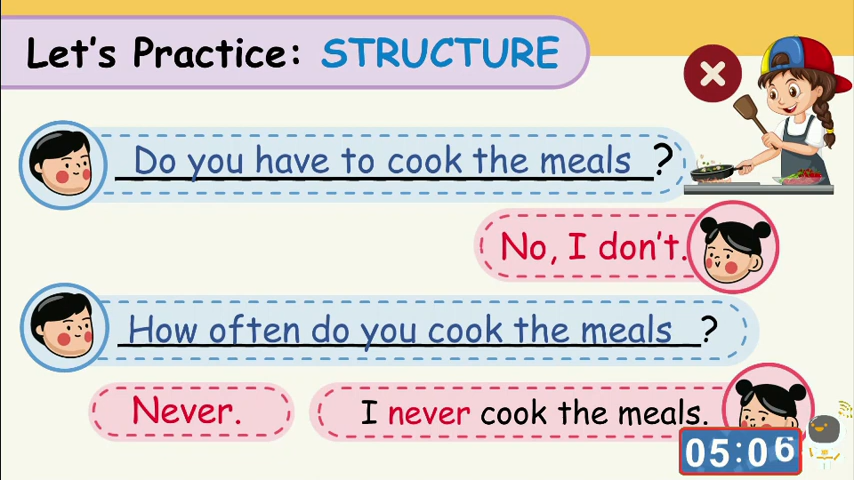 Let's Practice: STRUCTURE
Do you have to cook the meals?
No, I don't.
How often do you cook the meals?
Never.
I never cook the meals.
05:06